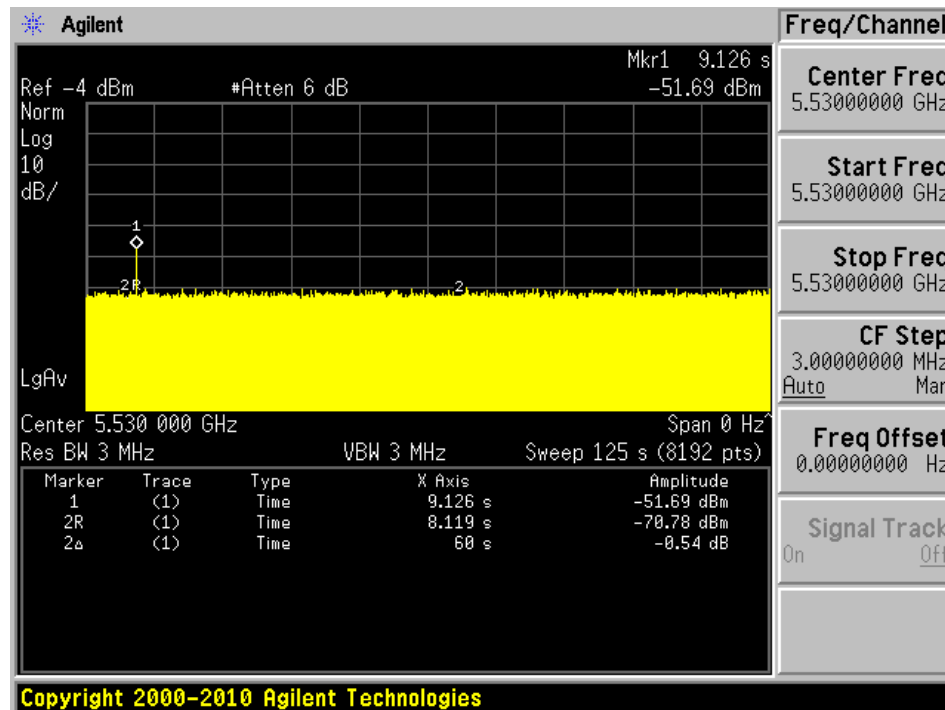 Agilent
Mkr1 9.126 s
Ref -4 dBm #Atten 6 dB -51.69 dBm
Norm
Log
10
dB/
1
2R
2
LgAv
Center 5.530 000 GHz Span 0 Hz^
Res BW 3 MHz VBW 3 MHz Sweep 125 s (8192 pts)
Marker Trace Type X Axis Amplitude
1 (1) Time 9.126 s -51.69 dBm
2R (1) Time 8.119 s -70.78 dBm
2Δ (1) Time 60 s -0.54 dB
Freq/Channel
Center Freq
5.53000000 GHz
Start Freq
5.53000000 GHz
Stop Freq
5.53000000 GHz
CF Step
3.00000000 MHz
Auto Man
Freq Offset
0.00000000 Hz
Signal Track
On Off
Copyright 2000-2010 Agilent Technologies